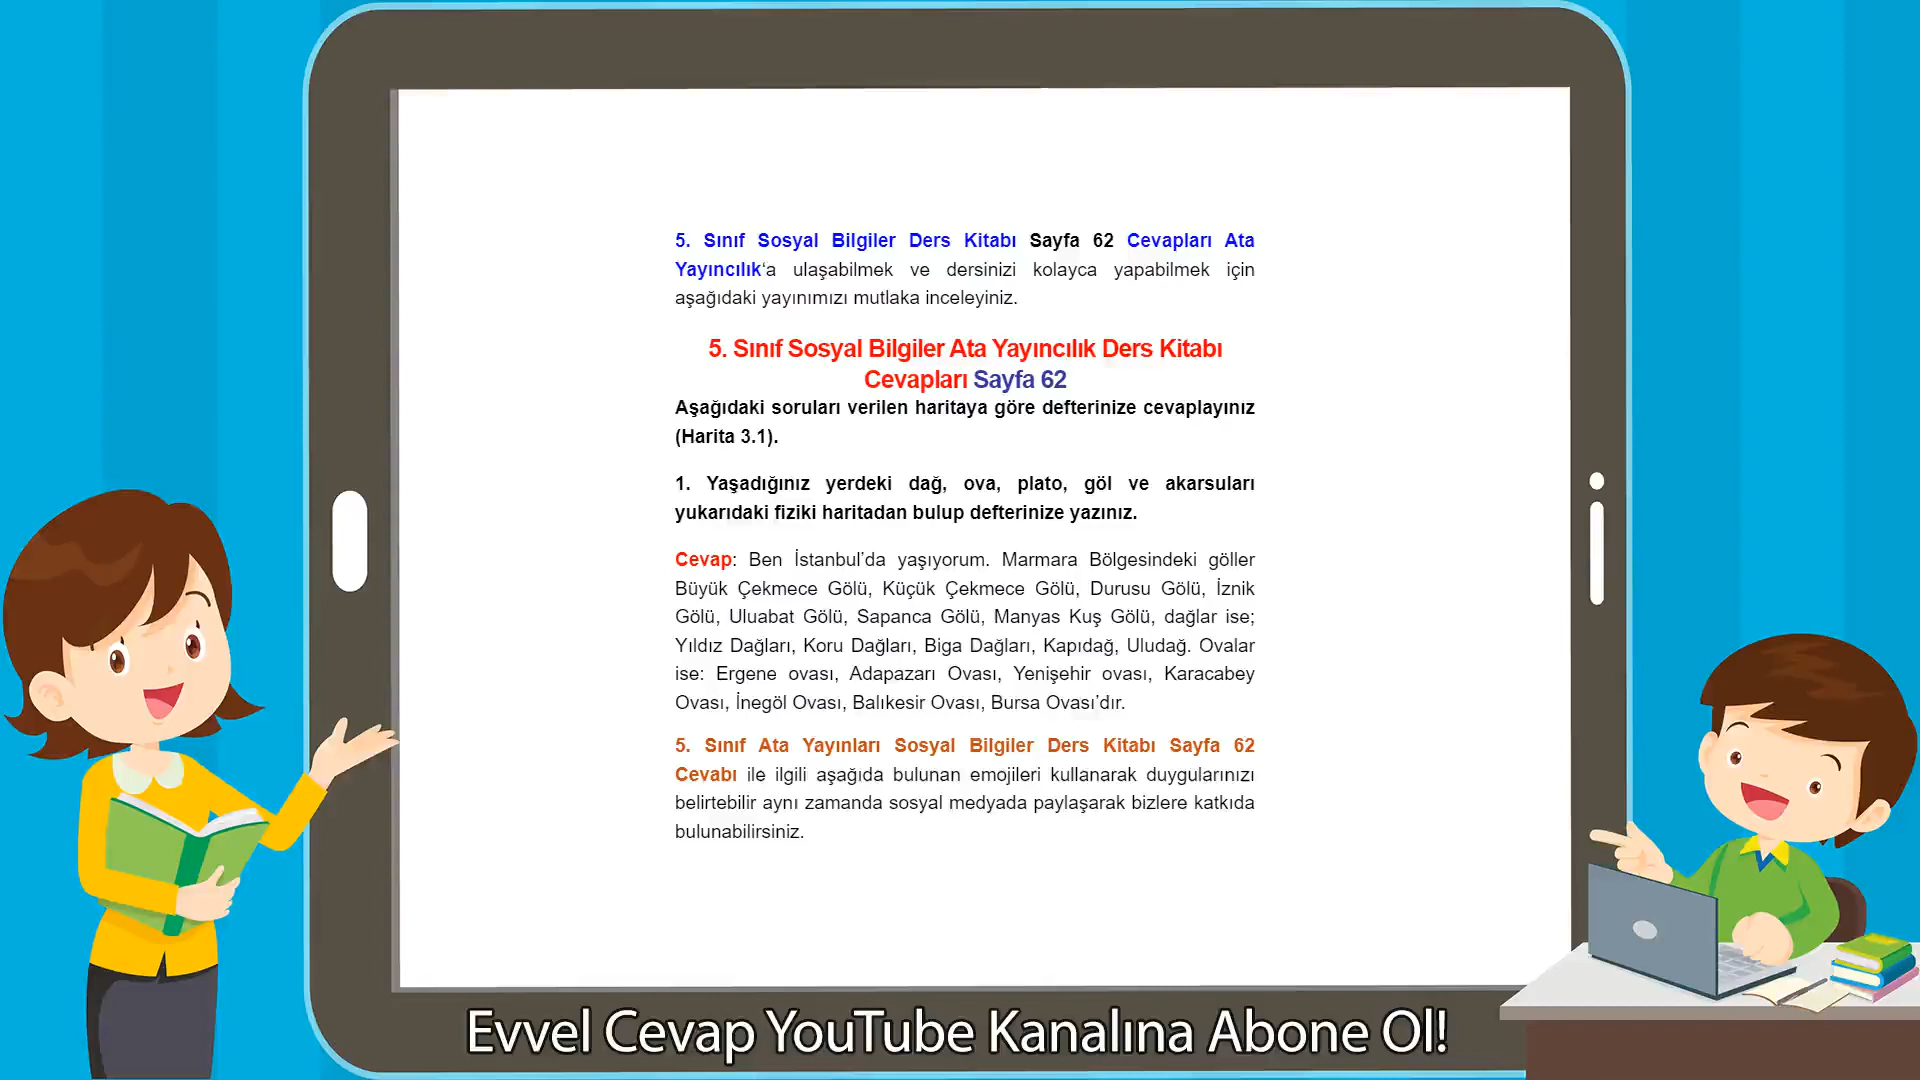 5. Sınıf Sosyal Bilgiler Ders Kitabı Sayfa 62 Cevapları Ata
Yayıncılık‘a ulaşabilmek ve dersinizi kolayca yapabilmek için
aşağıdaki yayınımızı mutlaka inceleyiniz.
5. Sınıf Sosyal Bilgiler Ata Yayıncılık Ders Kitabı
Cevapları Sayfa 62
Aşağıdaki soruları verilen haritaya göre defterinize cevaplayınız
(Harita 3.1).
1. Yaşadığınız yerdeki dağ, ova, plato, göl ve akarsuları
yukarıdaki fiziki haritadan bulup defterinize yazınız.
Cevap: Ben İstanbul’da yaşıyorum. Marmara Bölgesindeki göller
Büyük Çekmece Gölü, Küçük Çekmece Gölü, Durusu Gölü, İznik
Gölü, Uluabat Gölü, Sapanca Gölü, Manyas Kuş Gölü, dağlar ise;
Yıldız Dağları, Koru Dağları, Biga Dağları, Kapıdağ, Uludağ. Ovalar
ise: Ergene ovası, Adapazarı Ovası, Yenişehir ovası, Karacabey
Ovası, İnegöl Ovası, Balıkesir Ovası, Bursa Ovası’dır.
5. Sınıf Ata Yayınları Sosyal Bilgiler Ders Kitabı Sayfa 62
Cevabı ile ilgili aşağıda bulunan emojileri kullanarak duygularınızı
belirtebilir aynı zamanda sosyal medyada paylaşarak bizlere katkıda
bulunabilirsiniz.
Evvel Cevap YouTube Kanalına Abone Ol!